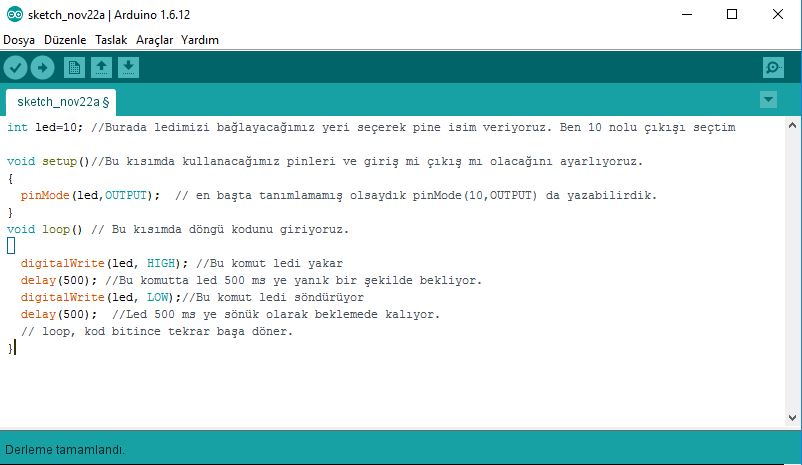 sketch_nov22a | Arduino 1.6.12
Dosya Düzenle Taslak Araçlar Yardım
sketch_nov22a §
int led=10; //Burada ledimizi bağlayacağımız yeri seçerek pine isim veriyoruz. Ben 10 nolu çıkışı seçtim
void setup()//Bu kısımda kullanacağımız pinleri ve giriş mi çıkış mı olacağını ayarlıyoruz.
{
pinMode(led,OUTPUT);  // en başta tanımlamamış olsaydık pinMode(10,OUTPUT) da yazabilirdik.
}
void loop() // Bu kısımda döngü kodunu giriyoruz.
digitalWrite(led, HIGH); //Bu komut ledi yakar
delay(500); //Bu komutta led 500 ms ye yanık bir şekilde bekliyor.
digitalWrite(led, LOW);//Bu komut ledi söndürüyor
delay(500);  //Led 500 ms ye sönük olarak beklemede kalıyor.
// loop, kod bitince tekrar başa döner.
}
Derleme tamamlandı.